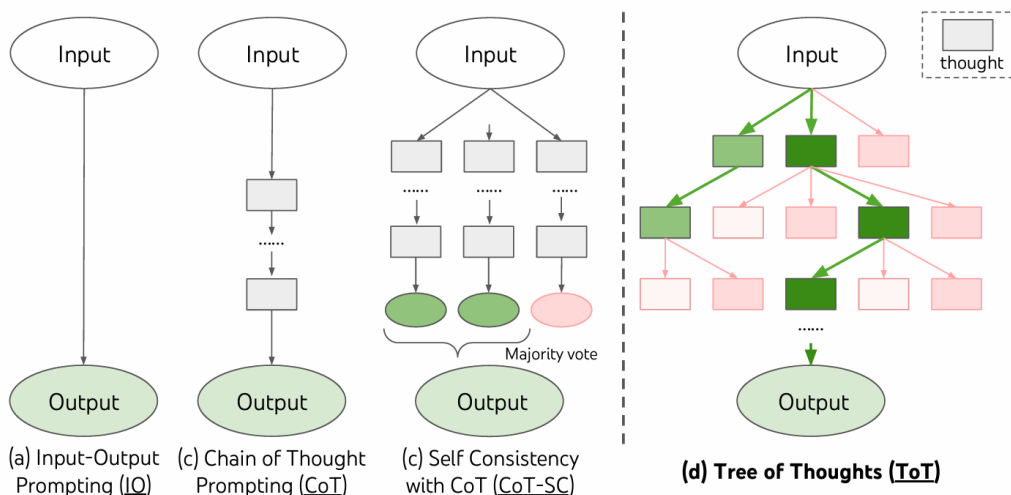 Input
Input
Input
Input
thought
......
...... ...... ......
......
Majority vote
......
Output
Output
Output
Output
(a) Input-Output
Prompting (IO)
(c) Chain of Thought
Prompting (CoT)
(c) Self Consistency
with CoT (CoT-SC)
(d) Tree of Thoughts (ToT)